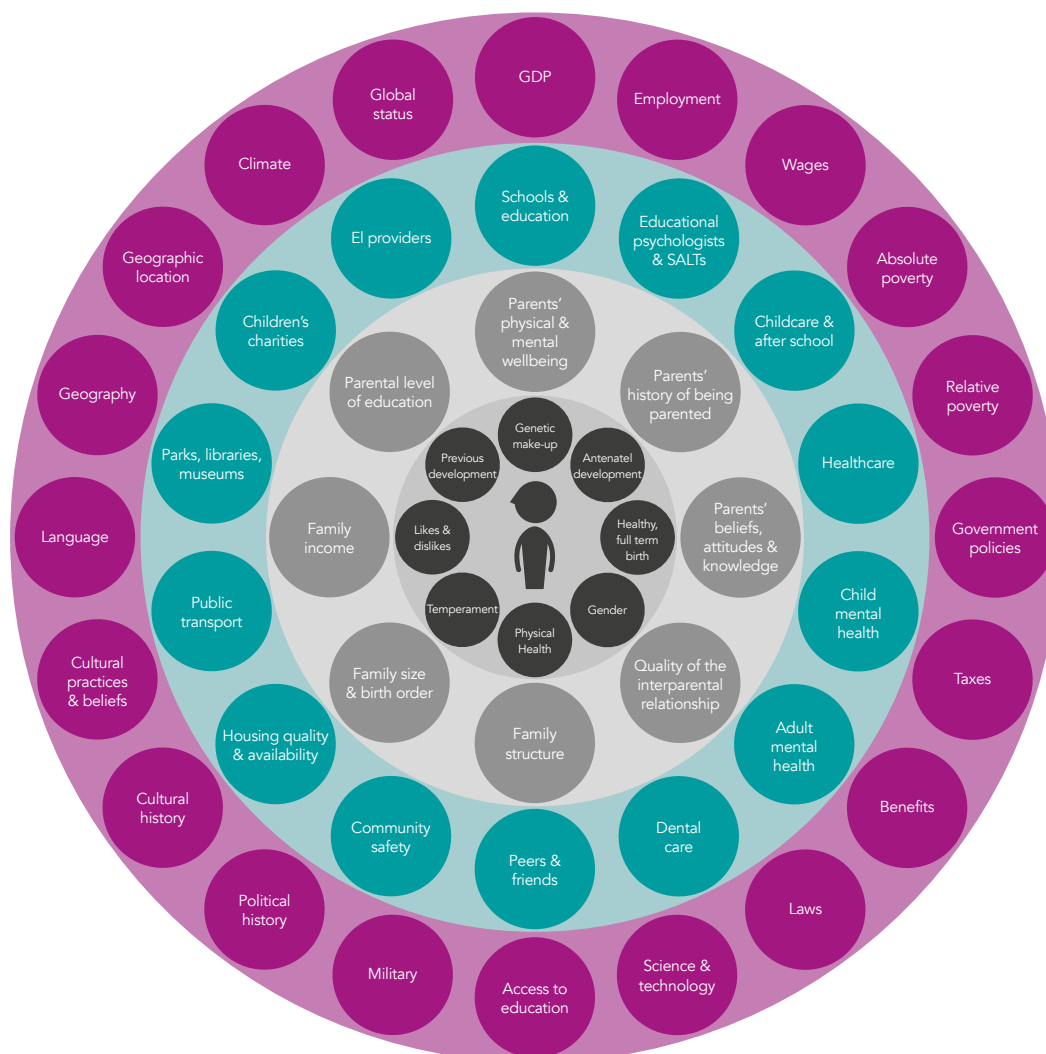 GDP
Employment
Wages
Absolute
poverty
Relative
poverty
Government
policies
Taxes
Benefits
Laws
Science &
technology
Access to
education
Military
Political
history
Cultural
history
Cultural
practices
& beliefs
Language
Geography
Geographic
location
Climate
Global
status
Schools &
education
Educational
psychologists
& SALTs
Childcare &
after school
Healthcare
Child
mental
health
Adult
mental
health
Dental
care
Peers &
friends
Community
safety
Housing quality
& availability
Public
transport
Parks, libraries,
museums
Children’s
charities
EI providers
Parents’
physical &
mental
wellbeing
Parents’
history of being
parented
Parents’
beliefs,
attitudes &
knowledge
Quality of the
interparental
relationship
Family
structure
Family size
& birth order
Family
income
Parental level
of education
Genetic
make-up
Antenatel
development
Healthy,
full term
birth
Gender
Physical
Health
Temperament
Likes &
dislikes
Previous
development